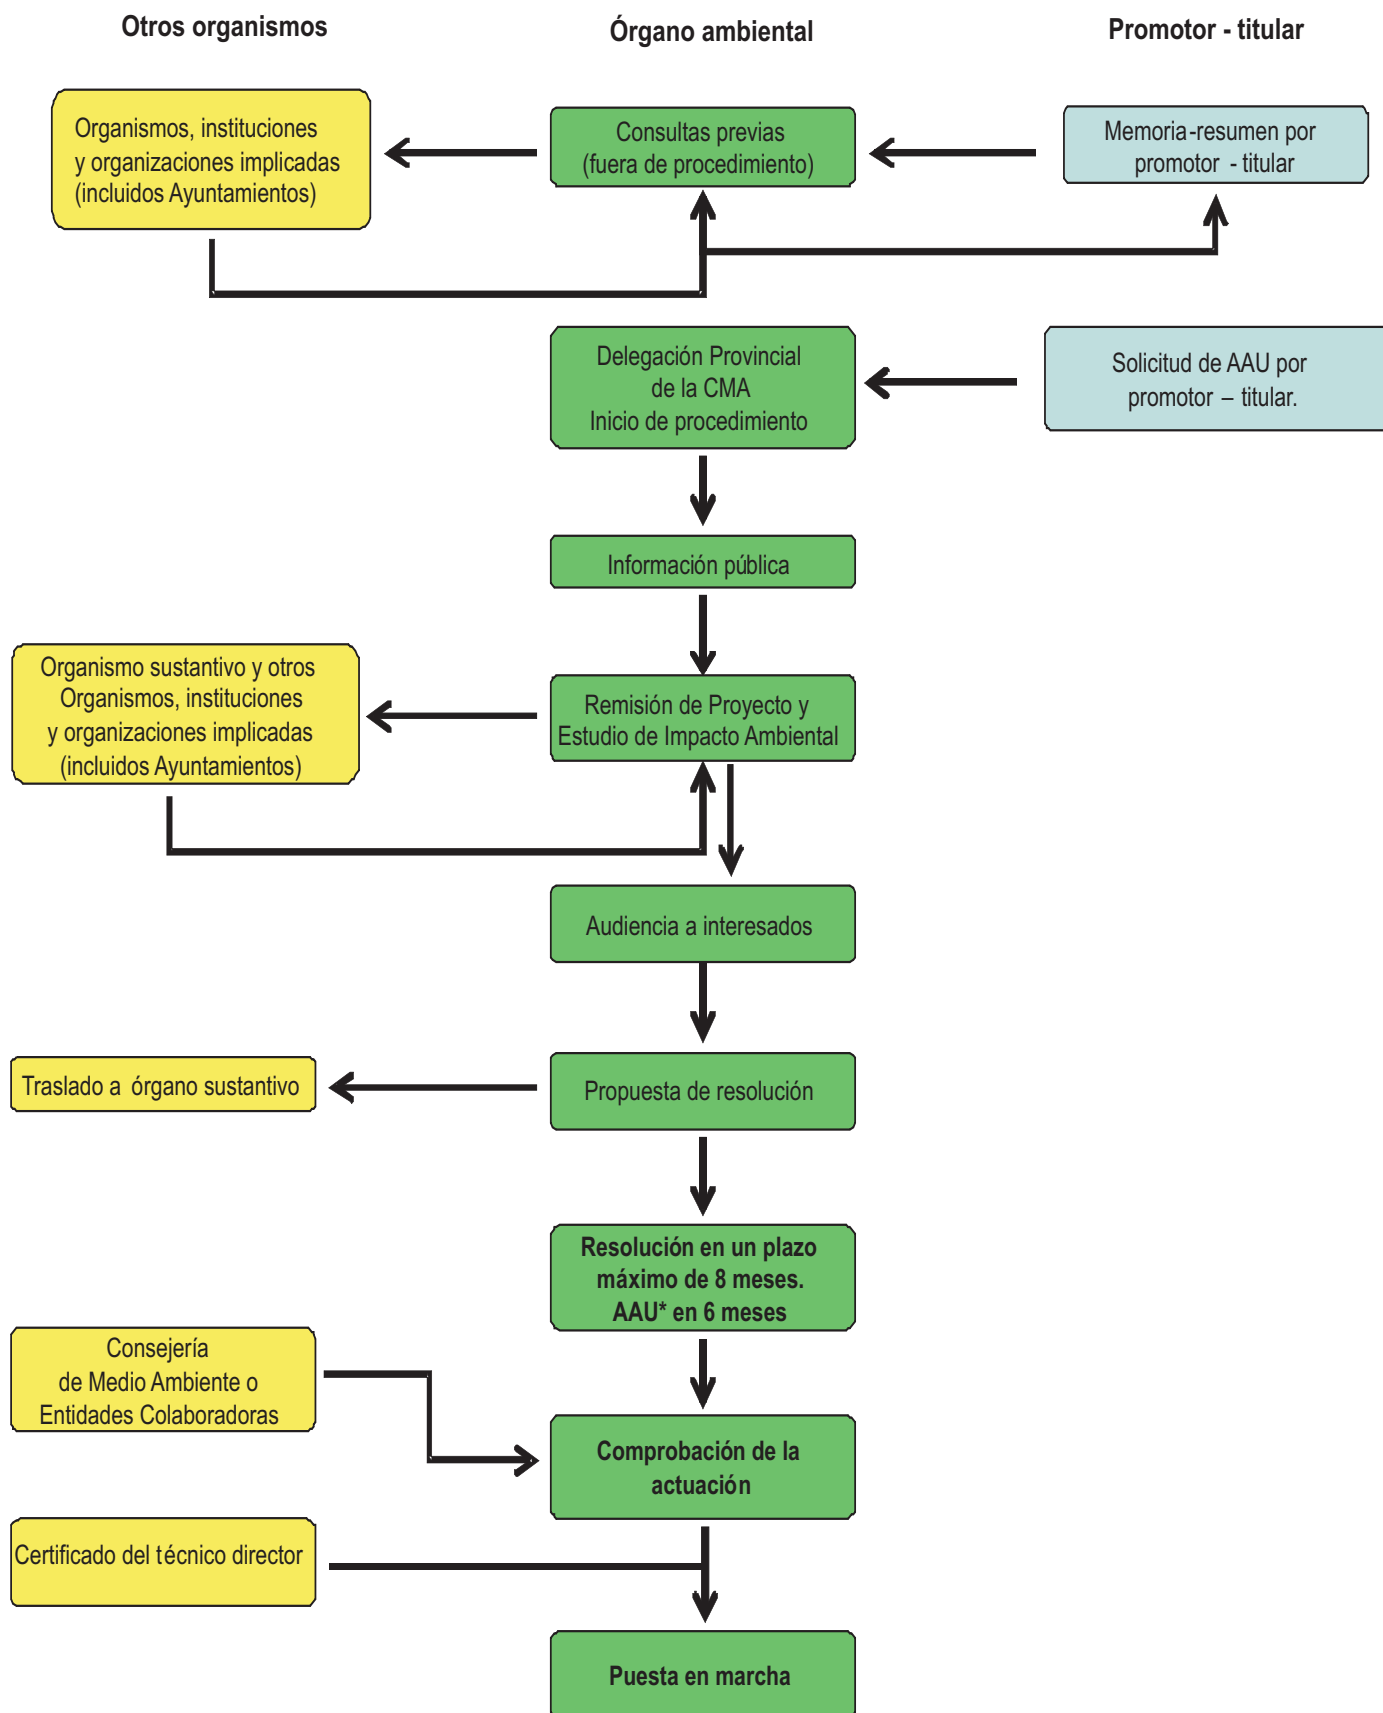 Otros organismos
Órgano ambiental
Promotor - titular
Organismos, instituciones
y organizaciones implicadas
(incluidos Ayuntamientos)
Consultas previas
(fuera de procedimiento)
Memoria-resumen por
promotor - titular
Delegación Provincial
de la CMA
Inicio de procedimiento
Solicitud de AAU por
promotor – titular.
Información pública
Organismo sustantivo y otros
Organismos, instituciones
y organizaciones implicadas
(incluidos Ayuntamientos)
Remisión de Proyecto y
Estudio de Impacto Ambiental
Audiencia a interesados
Traslado a órgano sustantivo
Propuesta de resolución
Resolución en un plazo
máximo de 8 meses.
AAU* en 6 meses
Consejería
de Medio Ambiente o
Entidades Colaboradoras
Comprobación de la
actuación
Certificado del técnico director
Puesta en marcha